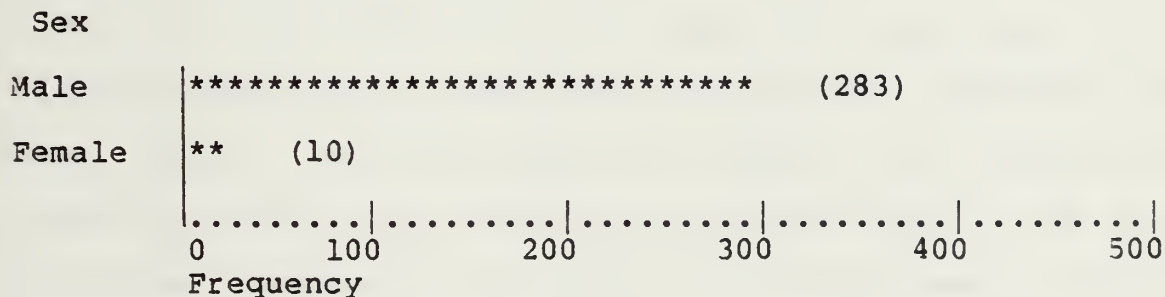 Sex
Male |***************************** (283)
Female |** (10)
|.........|.........|.........|.........|.........|
0 100 200 300 400 500
Frequency